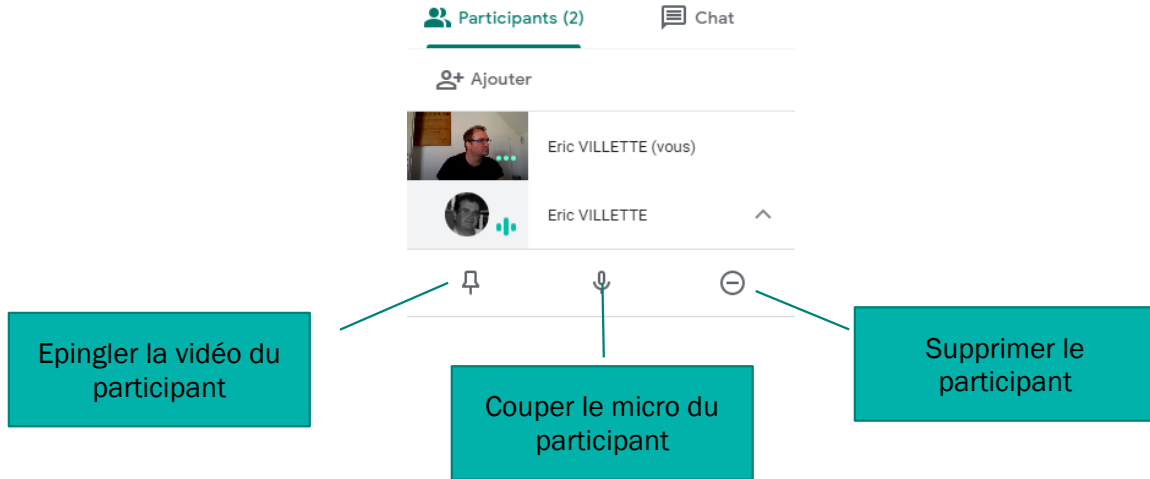 Participants (2)
Chat
Ajouter
Eric VILLETTE (vous)
Eric VILLETTE
Epingler la vidéo du
participant
Couper le micro du
participant
Supprimer le
participant